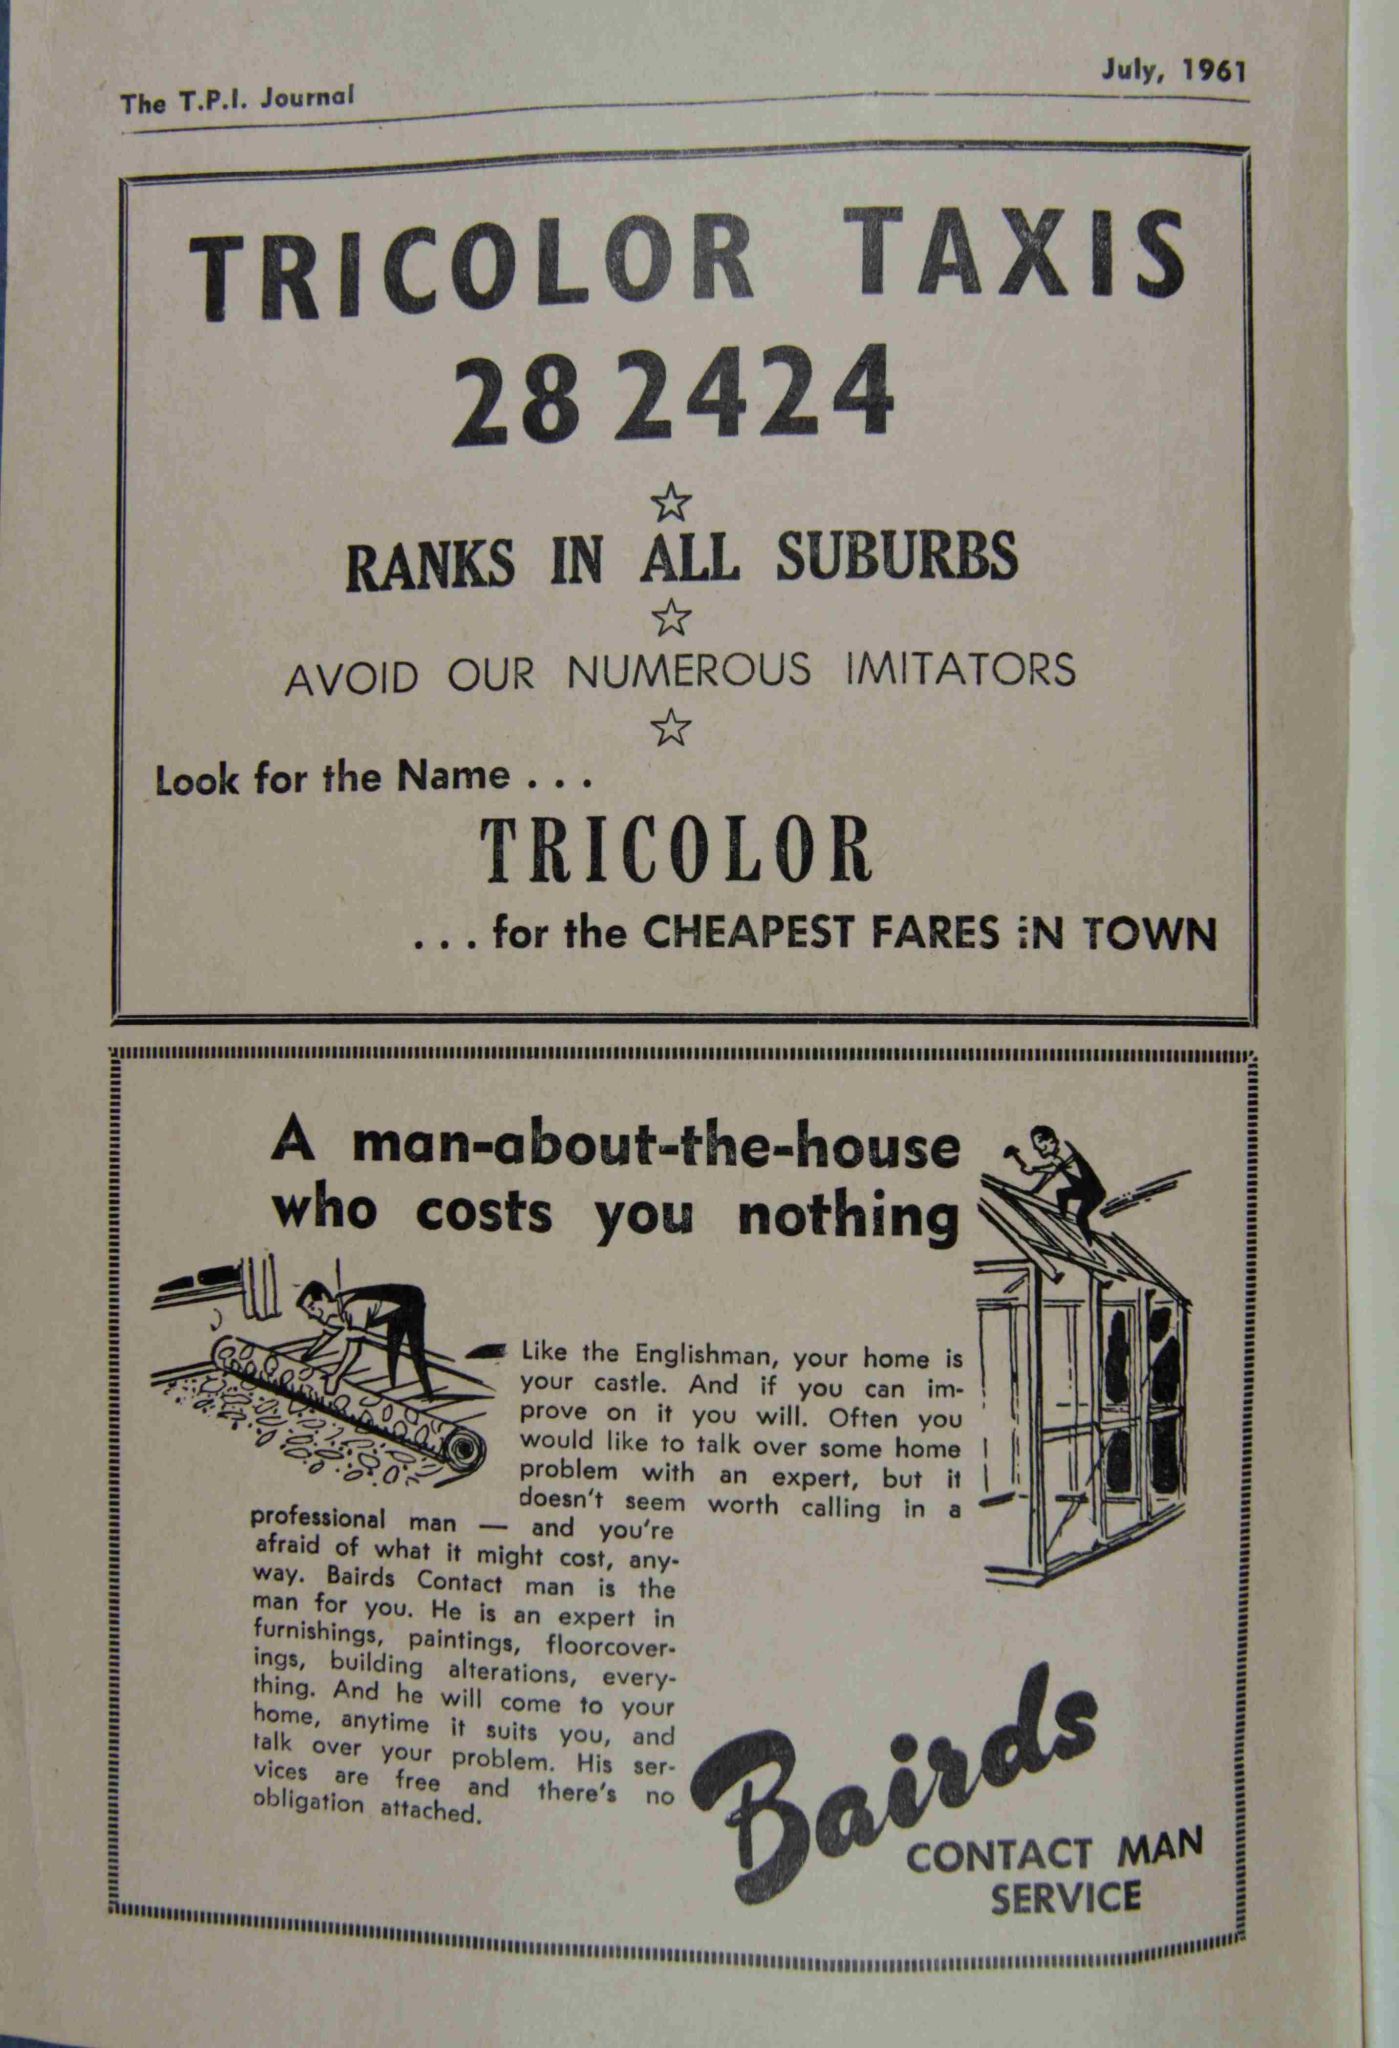 The T.P.I. Journal
July, 1961
TRICOLOR TAXIS
28 2424
RANKS IN ALL SUBURBS
AVOID OUR NUMEROUS IMITATORS
Look for the Name . . .
TRICOLOR
. . . for the CHEAPEST FARES IN TOWN
A man-about-the-house
who costs you nothing
Like the Englishman, your home is
your castle. And if you can im-
prove on it you will. Often you
would like to talk over some home
problem with an expert, but it
doesn't seem worth calling in a
professional man — and you're
afraid of what it might cost, any-
way. Bairds Contact man is the
man for you. He is an expert in
furnishings, paintings, floorcover-
ings, building alterations, every-
thing. And he will come to your
home, anytime it suits you, and
talk over your problem. His ser-
vices are free and there's no
obligation attached.
Bairds
CONTACT MAN
SERVICE